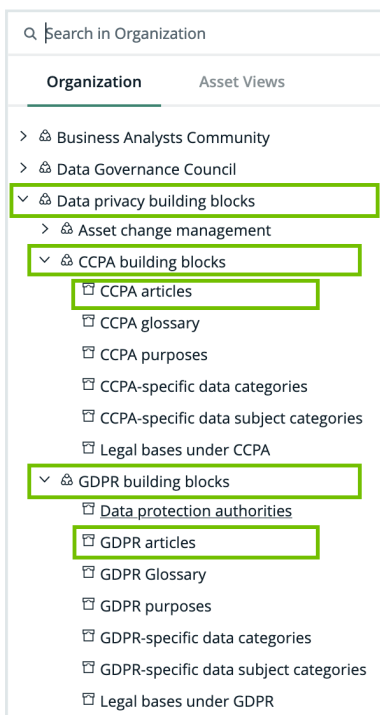 Search in Organization
Organization Asset Views
Business Analysts Community
Data Governance Council
Data privacy building blocks
Asset change management
CCPA building blocks
CCPA articles
CCPA glossary
CCPA purposes
CCPA-specific data categories
CCPA-specific data subject categories
Legal bases under CCPA
GDPR building blocks
Data protection authorities
GDPR articles
GDPR Glossary
GDPR purposes
GDPR-specific data categories
GDPR-specific data subject categories
Legal bases under GDPR